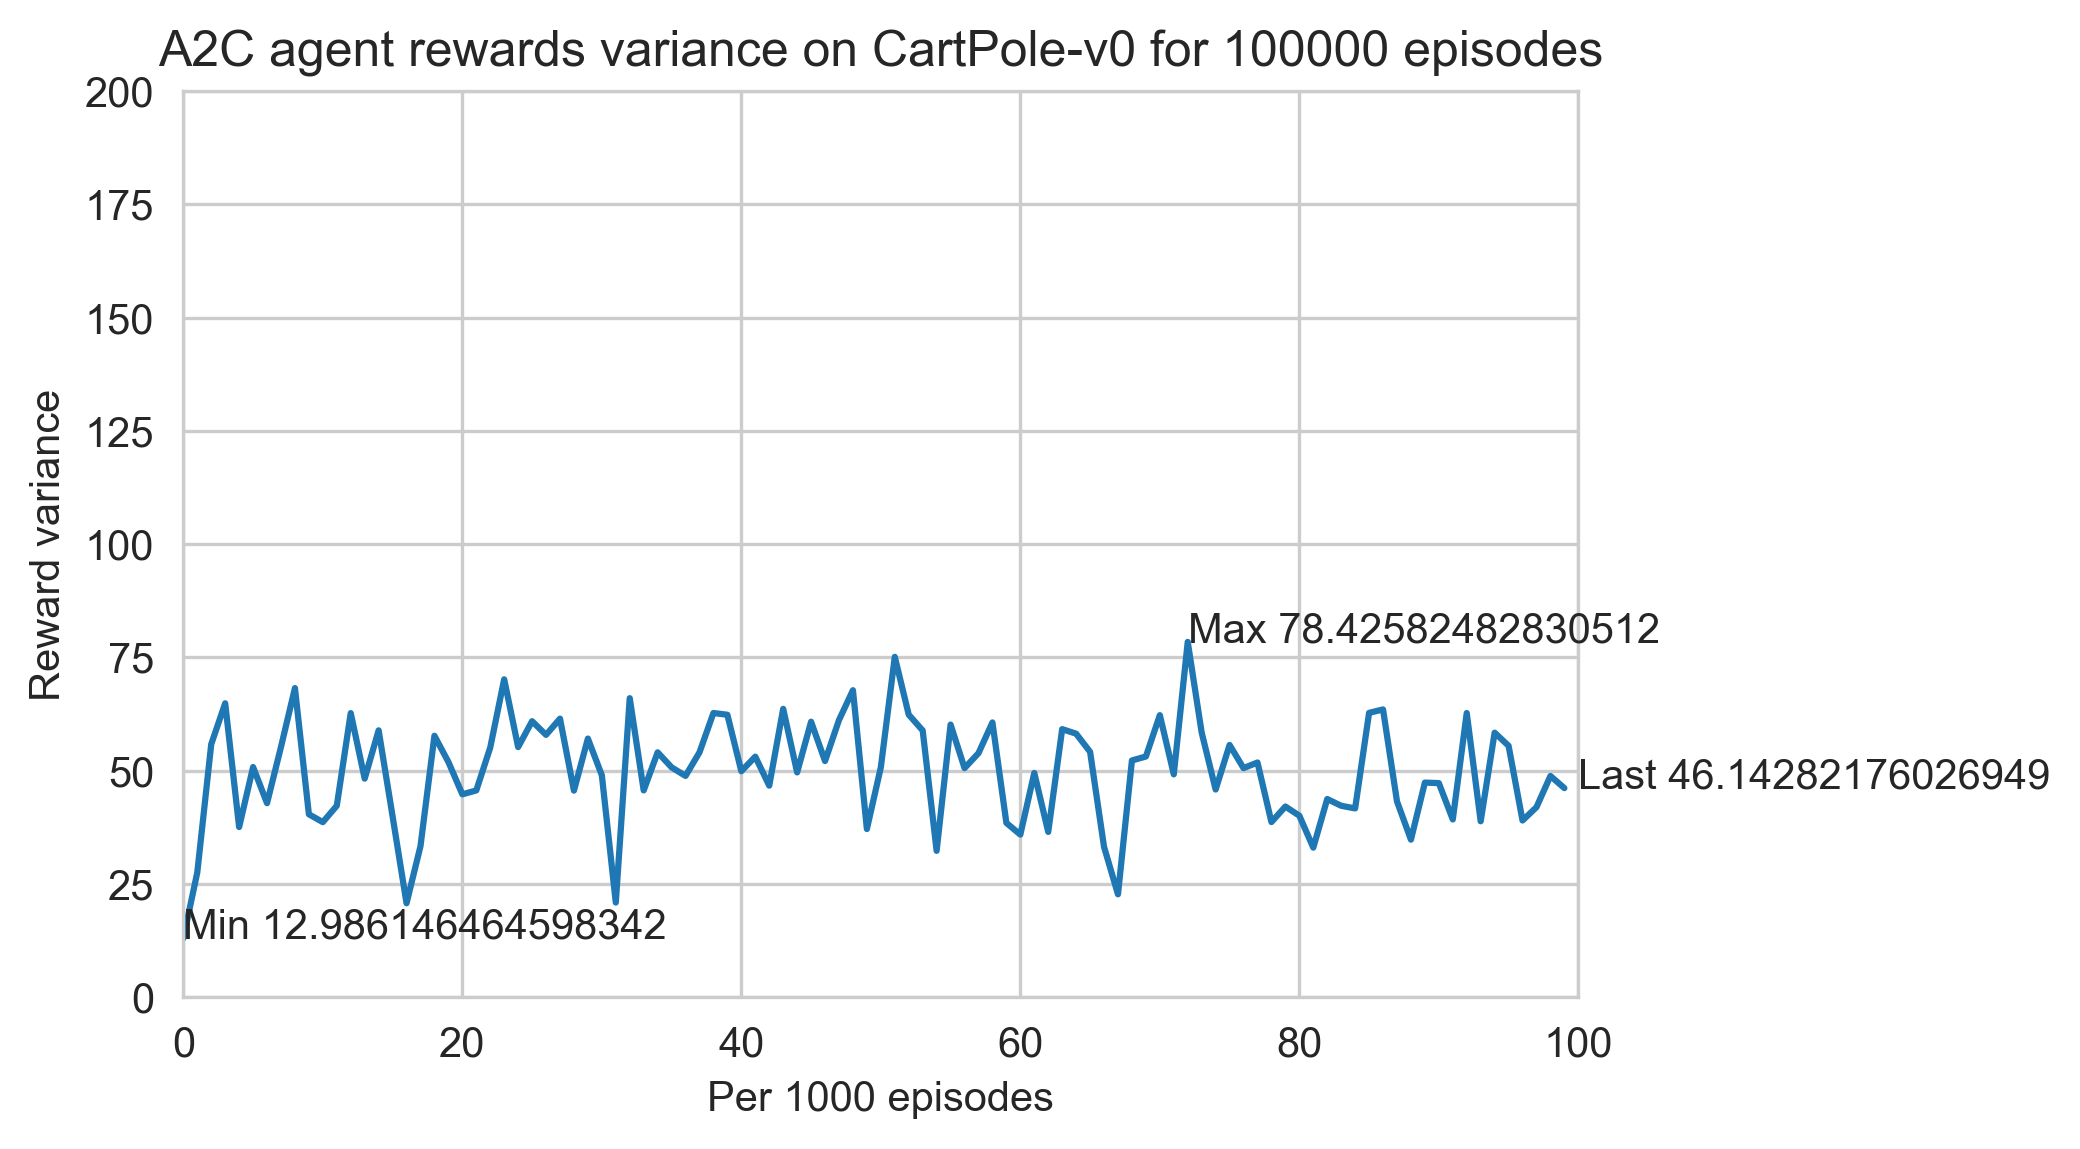 A2C agent rewards variance on CartPole-v0 for 100000 episodes
200
175
150
125
100
75
50
25
0
Reward variance
Max 78.42582482830512
Last 46.14282176026949
Min 12.986146464598342
0 20 40 60 80 100
Per 1000 episodes